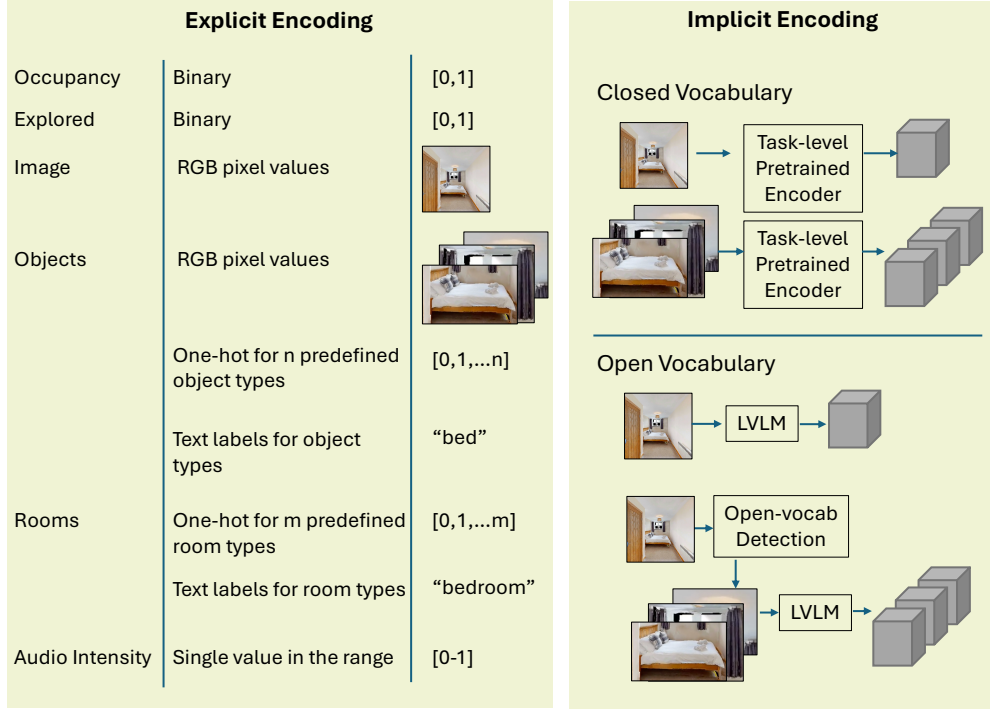 Explicit Encoding
Occupancy Binary [0,1]
Explored Binary [0,1]
Image RGB pixel values
Objects RGB pixel values
One-hot for n predefined
object types
[0,1,...n]
Text labels for object
types
“bed”
Rooms One-hot for m predefined
room types
[0,1,...m]
Text labels for room types “bedroom”
Audio Intensity Single value in the range [0-1]
Implicit Encoding
Closed Vocabulary
Task-level
Pretrained
Encoder
Task-level
Pretrained
Encoder
Open Vocabulary
LVLM
Open-vocab
Detection
LVLM